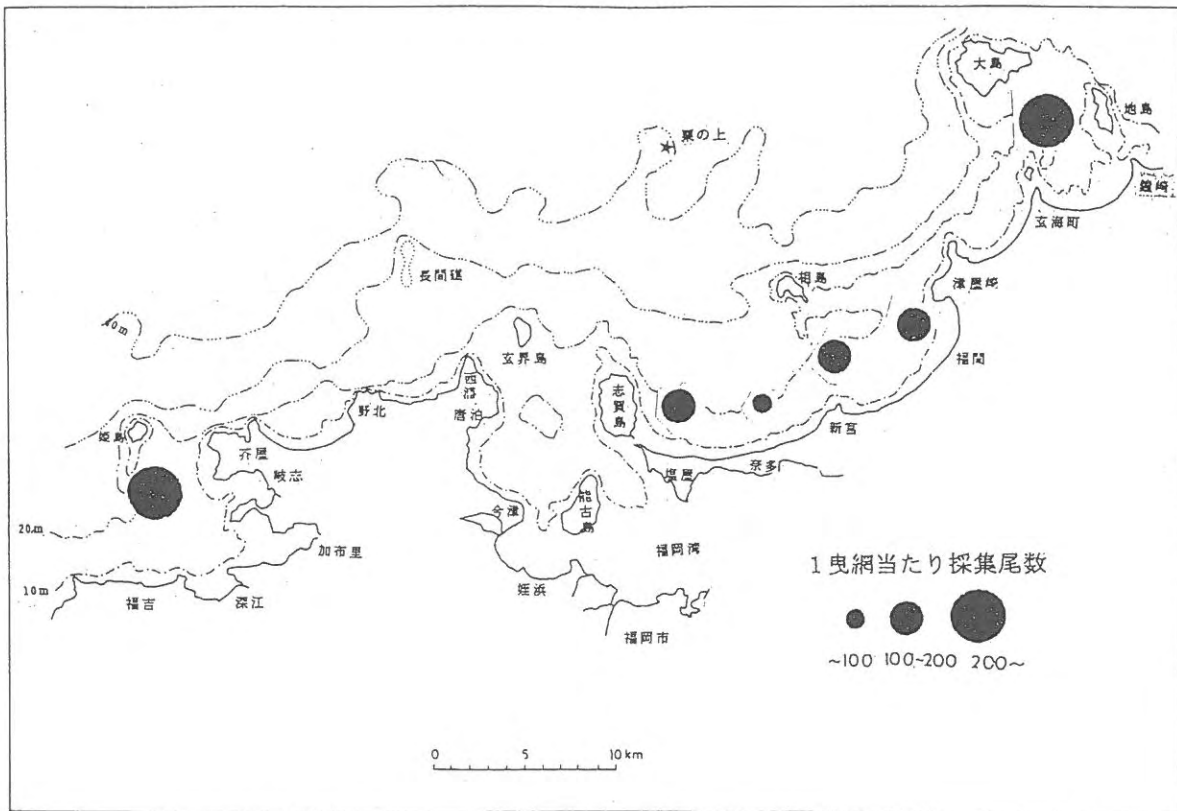 大島
地島
栗の上
鐘崎
玄海町
長間礁
相島
津屋崎
40m
玄界島
福間
西浦
志賀島
姫島
野北
唐泊
新宮
芥屋
岐志
塩屋
奈多
能古島
今津
20m
加布里
福岡湾
1曳網当たり採集尾数
10m
福吉
深江
姪浜
福岡市
~100 100~200 200~
0 5 10km